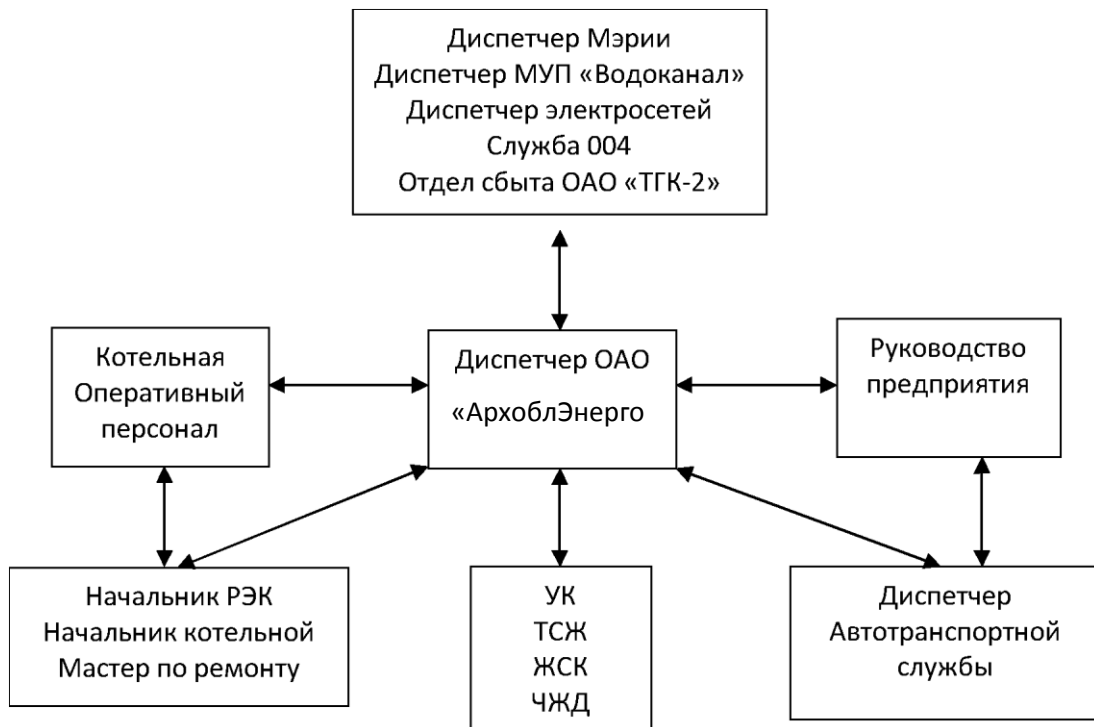 Диспетчер Мэрии
Диспетчер МУП «Водоканал»
Диспетчер электросетей
Служба 004
Отдел сбыта ОАО «ТГК-2»
Котельная
Оперативный
персонал
Диспетчер ОАО
«АрхоблЭнерго
Руководство
предприятия
Начальник РЭК
Начальник котельной
Мастер по ремонту
УК
ТСЖ
ЖСК
ЧЖД
Диспетчер
Автотранспортной
службы